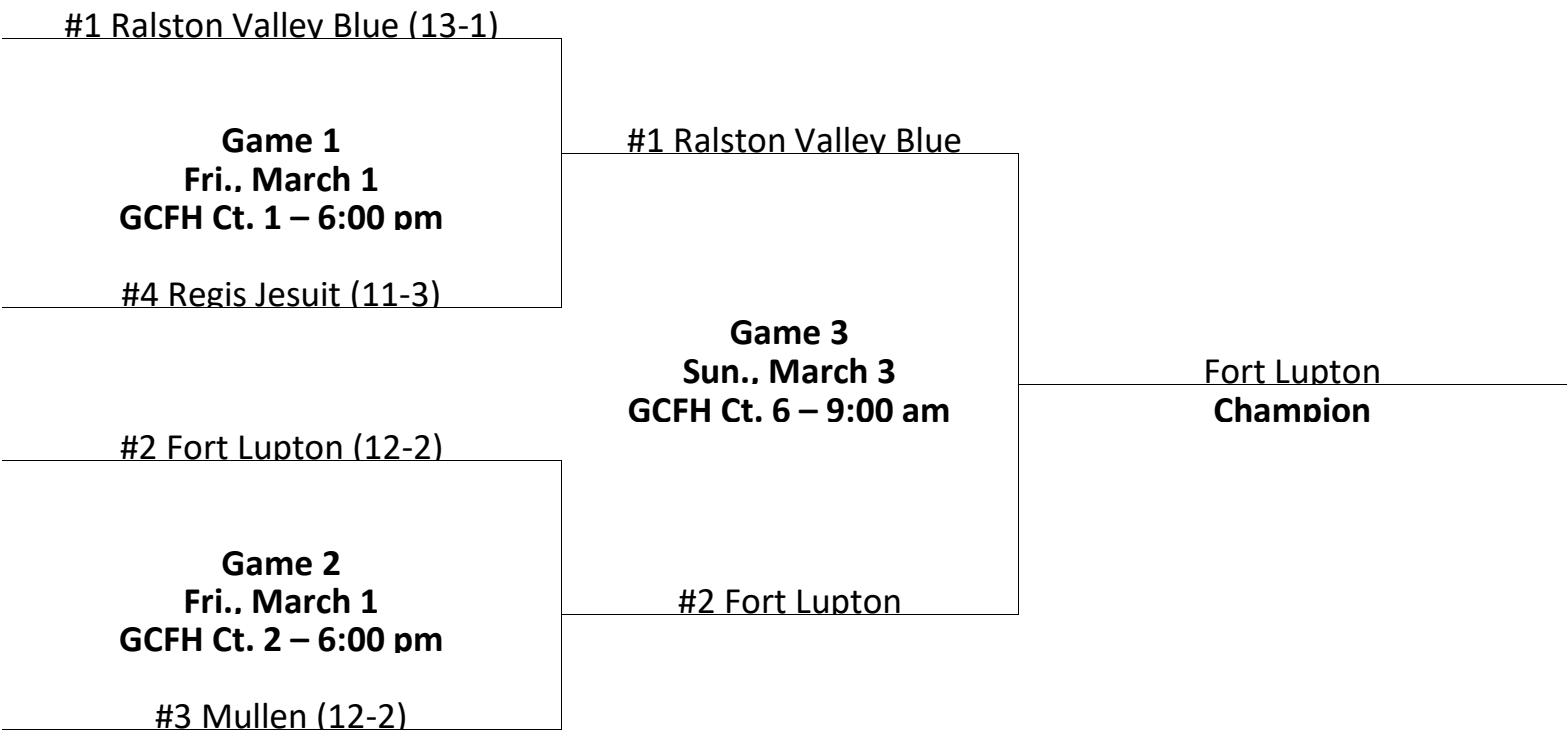 #1 Ralston Valley Blue (13-1)
Game 1
Fri., March 1
GCFH Ct. 1 – 6:00 pm
#4 Regis Jesuit (11-3)
#2 Fort Lupton (12-2)
Game 2
Fri., March 1
GCFH Ct. 2 – 6:00 pm
#3 Mullen (12-2)
#1 Ralston Valley Blue
Game 3
Sun., March 3
GCFH Ct. 6 – 9:00 am
#2 Fort Lupton
Fort Lupton
Champion